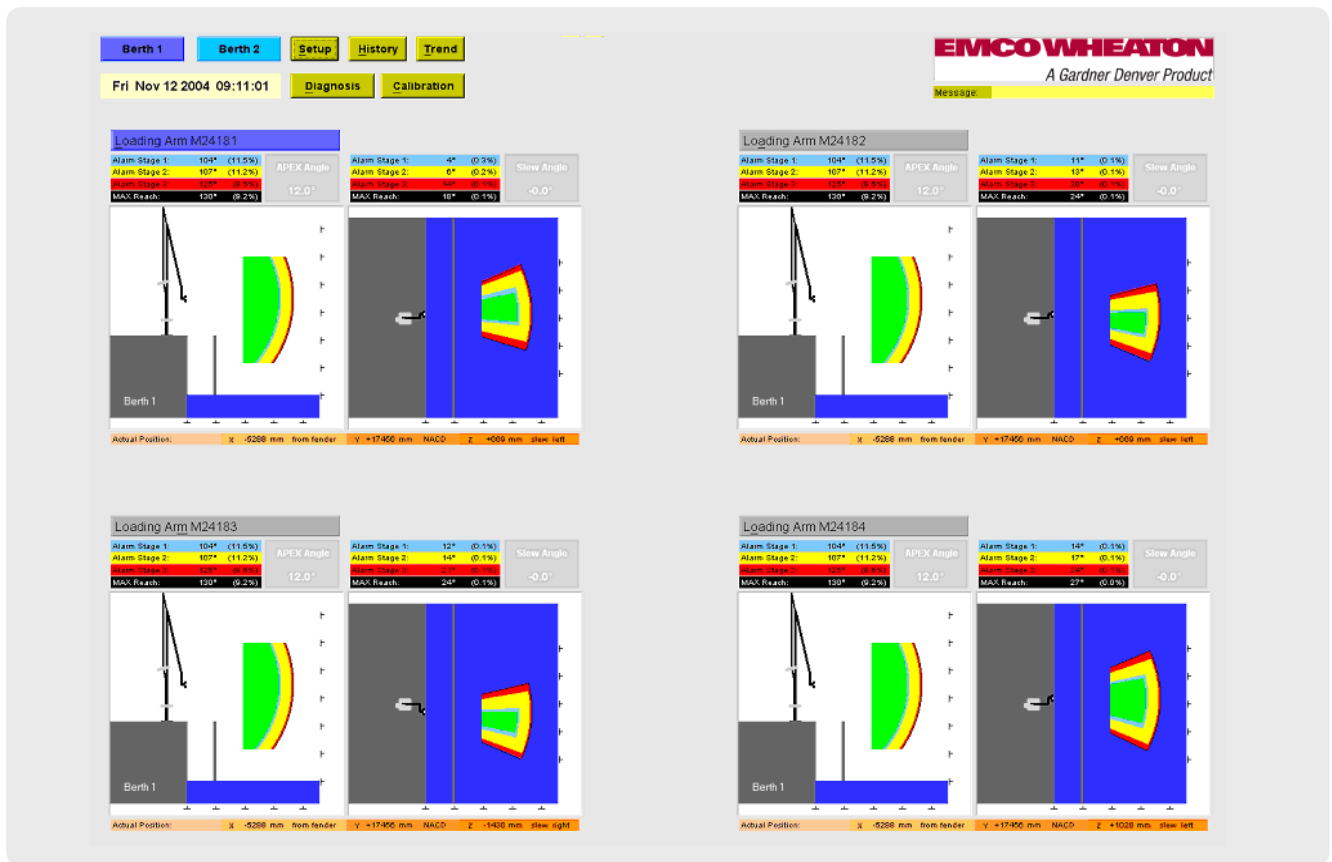 Berth 1 Berth 2 Setup History Trend
EMCO WHEATON
A Gardner Denver Product
Fri Nov 12 2004 09:11:01 Diagnosis Calibration
Message:
Loading Arm M24181
Alarm Stage 1: 104° (11.5%)
Alarm Stage 2: 107° (11.2%)
Alarm Stage 3: 125° (9.5%)
MAX Reach: 130° (9.2%)
APEX Angle
12.0°
Alarm Stage 1: 4° (0.3%)
Alarm Stage 2: 6° (0.2%)
Alarm Stage 3: 14° (0.1%)
MAX Reach: 18° (0.1%)
Slew Angle
-0.0°
Berth 1
Actual Position: X -5288 mm from fender Y +17456 mm NACD Z +669 mm slew left
Loading Arm M24182
Alarm Stage 1: 104° (11.5%)
Alarm Stage 2: 107° (11.2%)
Alarm Stage 3: 125° (9.5%)
MAX Reach: 130° (9.2%)
APEX Angle
12.0°
Alarm Stage 1: 11° (0.1%)
Alarm Stage 2: 13° (0.1%)
Alarm Stage 3: 20° (0.1%)
MAX Reach: 24° (0.1%)
Slew Angle
-0.0°
Berth 1
Actual Position: X -5288 mm from fender Y +17456 mm NACD Z +669 mm slew left
Loading Arm M24183
Alarm Stage 1: 104° (11.5%)
Alarm Stage 2: 107° (11.2%)
Alarm Stage 3: 125° (9.5%)
MAX Reach: 130° (9.2%)
APEX Angle
12.0°
Alarm Stage 1: 12° (0.1%)
Alarm Stage 2: 14° (0.1%)
Alarm Stage 3: 21° (0.1%)
MAX Reach: 24° (0.1%)
Slew Angle
-0.0°
Berth 1
Actual Position: X -5288 mm from fender Y +17456 mm NACD Z -1430 mm slew right
Loading Arm M24184
Alarm Stage 1: 104° (11.5%)
Alarm Stage 2: 107° (11.2%)
Alarm Stage 3: 125° (9.5%)
MAX Reach: 130° (9.2%)
APEX Angle
12.0°
Alarm Stage 1: 14° (0.1%)
Alarm Stage 2: 17° (0.1%)
Alarm Stage 3: 24° (0.1%)
MAX Reach: 27° (0.0%)
Slew Angle
-0.0°
Berth 1
Actual Position: X -5288 mm from fender Y +17456 mm NACD Z +1028 mm slew left